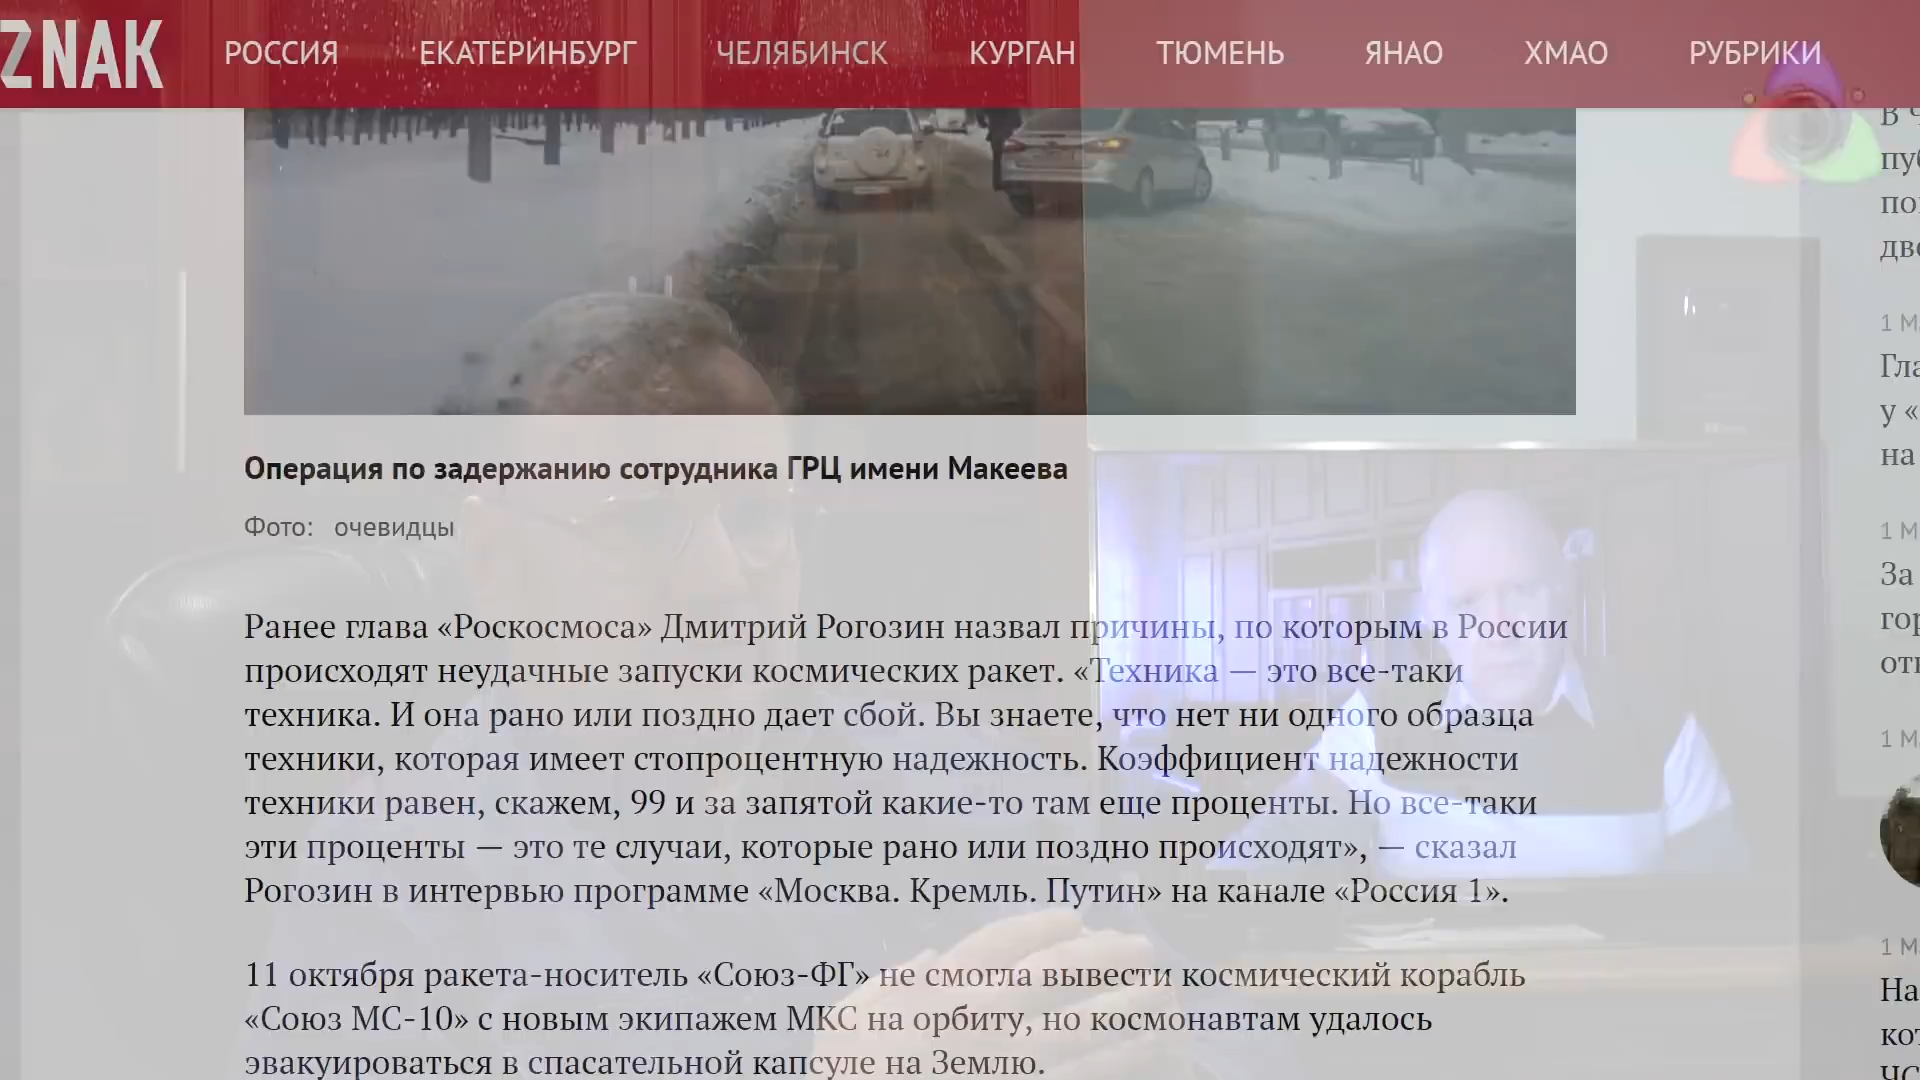 ZNAK РОССИЯ ЕКАТЕРИНБУРГ ЧЕЛЯБИНСК КУРГАН ТЮМЕНЬ ЯНАО ХМАО РУБРИКИ
Операция по задержанию сотрудника ГРЦ имени Макеева
Фото: очевидцы
Ранее глава «Роскосмоса» Дмитрий Рогозин назвал причины, по которым в России
происходят неудачные запуски космических ракет. «Техника — это все-таки
техника. И она рано или поздно дает сбой. Вы знаете, что нет ни одного образца
техники, которая имеет стопроцентную надежность. Коэффициент надежности
техники равен, скажем, 99 и за запятой какие-то там еще проценты. Но все-таки
эти проценты — это те случаи, которые рано или поздно происходят», — сказал
Рогозин в интервью программе «Москва. Кремль. Путин» на канале «Россия 1».
11 октября ракета-носитель «Союз-ФГ» не смогла вывести космический корабль
«Союз МС-10» с новым экипажем МКС на орбиту, но космонавтам удалось
эвакуироваться в спасательной капсуле на Землю.
у «
на
За